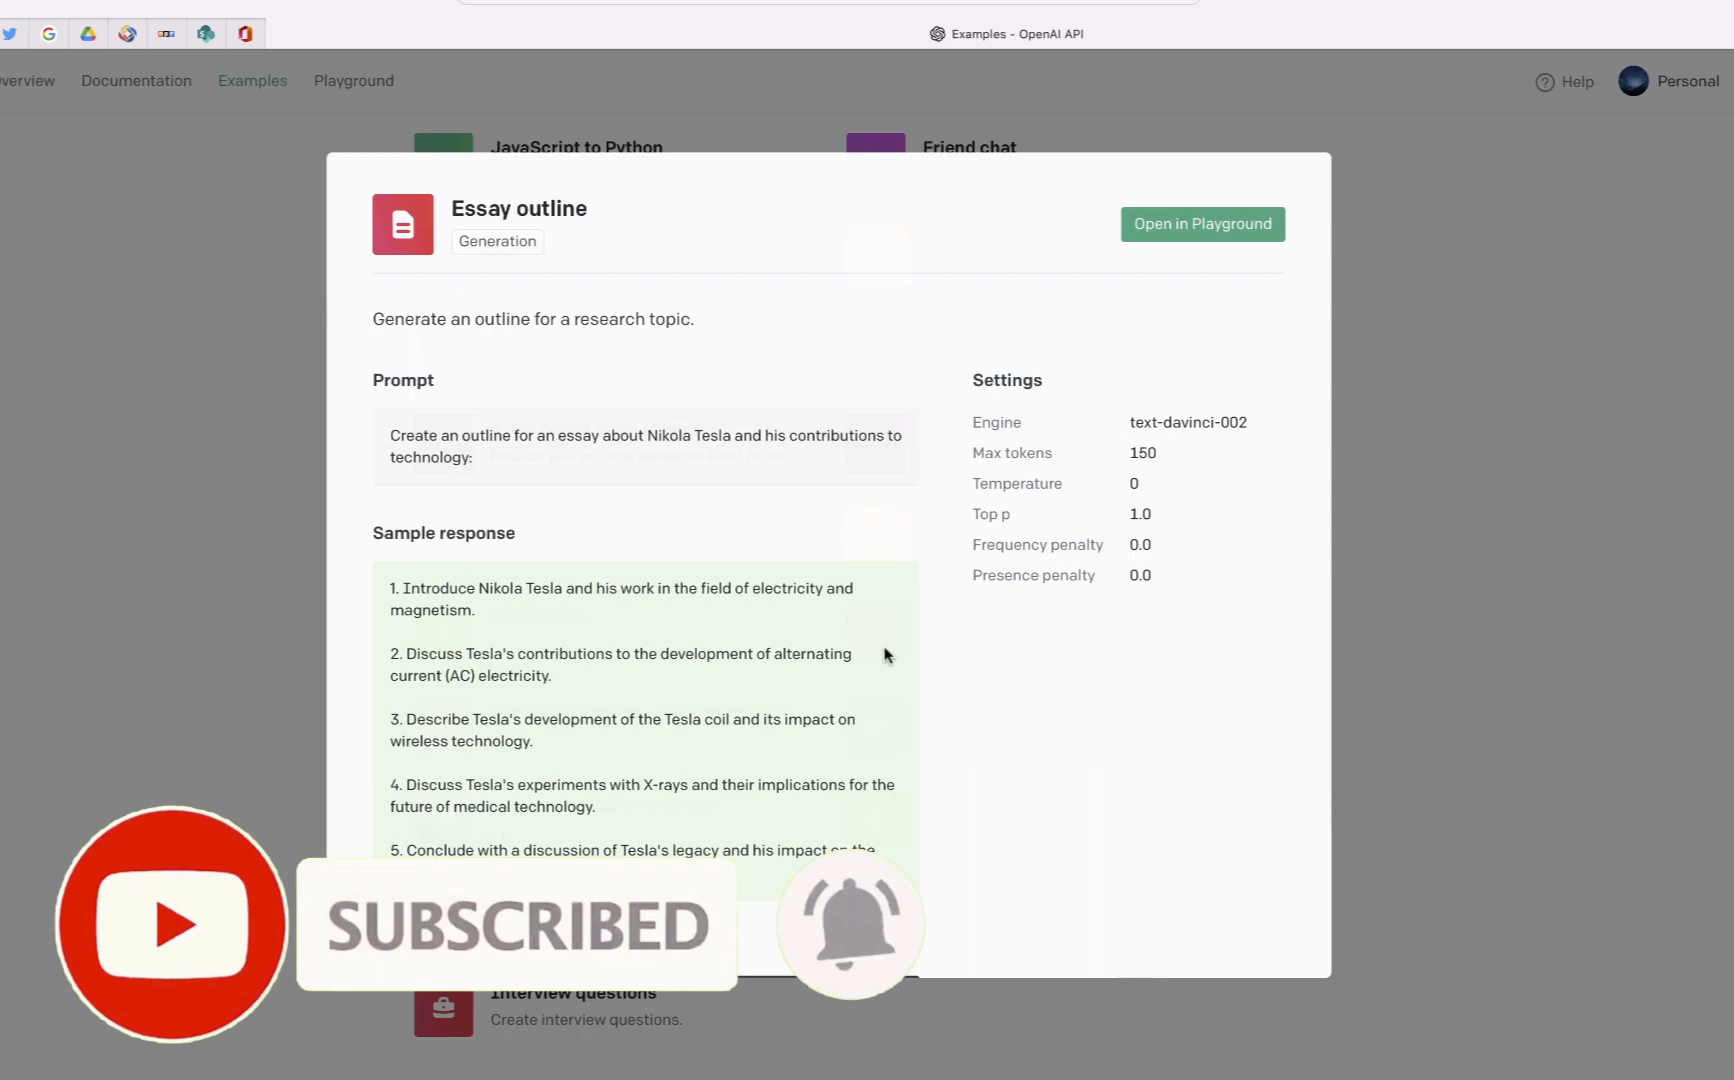 Examples - OpenAI API
verview
Documentation
Examples
Playground
Help
Personal
JavaScript to Python
Friend chat
Essay outline
Generation
Open in Playground
Generate an outline for a research topic.
Prompt
Create an outline for an essay about Nikola Tesla and his contributions to
technology:
Settings
Engine text-davinci-002
Max tokens 150
Temperature 0
Top p 1.0
Frequency penalty 0.0
Presence penalty 0.0
Sample response
1. Introduce Nikola Tesla and his work in the field of electricity and
magnetism.
2. Discuss Tesla's contributions to the development of alternating
current (AC) electricity.
3. Describe Tesla's development of the Tesla coil and its impact on
wireless technology.
4. Discuss Tesla's experiments with X-rays and their implications for the
future of medical technology.
5. Conclude with a discussion of Tesla's legacy and his impact on the
SUBSCRIBED
Interview questions
Create interview questions.